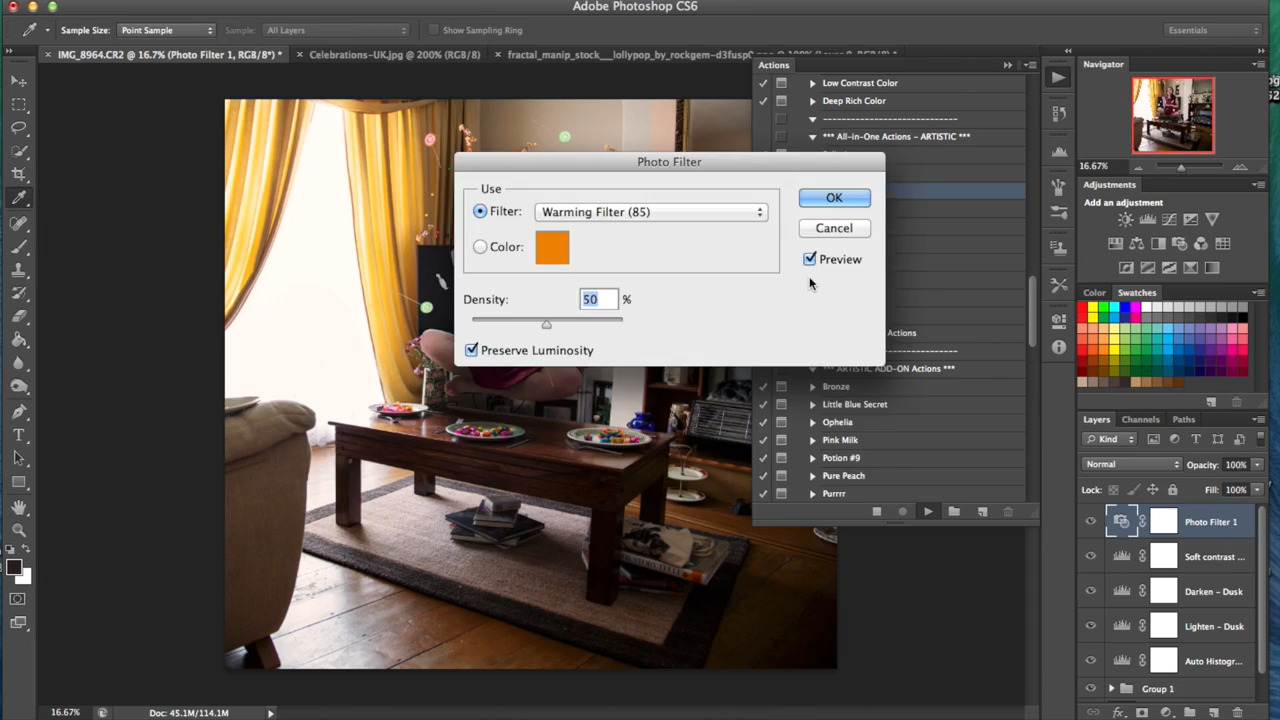 Adobe Photoshop CS6
Sample Size: Point Sample Sample: All Layers Show Sampling Ring Essentials
IMG_8964.CR2 @ 16.7% (Photo Filter 1, RGB/8*) * Celebrations-UK.jpg @ 200% (RGB/8) fractal_manip_stock__lollypop_by_rockgem-d3fusp0
Actions
Low Contrast Color
Deep Rich Color
-------------------------------
*** All-in-One Actions - ARTISTIC ***
Photo Filter
Use
Filter: Warming Filter (85)
Color:
Density: 50 %
Preserve Luminosity
OK
Cancel
Preview
Actions
*** ARTISTIC ADD-ON Actions ***
Bronze
Little Blue Secret
Ophelia
Pink Milk
Potion #9
Pure Peach
Purrrr
Navigator
16.67%
Adjustments
Add an adjustment
Color Swatches
Layers Channels Paths
Kind
Normal Opacity: 100%
Lock: Fill: 100%
Photo Filter 1
Soft contrast ...
Darken - Dusk
Lighten - Dusk
Auto Histogr...
Group 1
16.67% Doc: 45.1M/114.1M